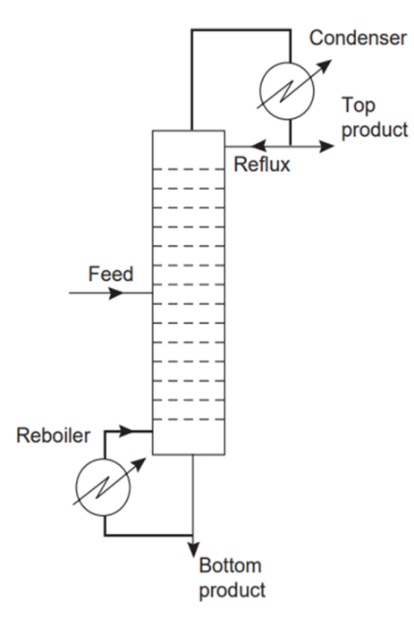 Condenser
Top
product
Reflux
Feed
Reboiler
Bottom
product